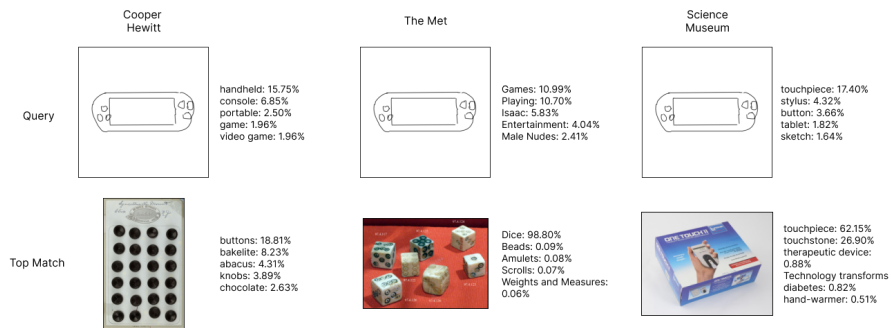 Cooper
Hewitt
The Met
Science
Museum
Query
handheld: 15.75%
console: 6.85%
portable: 2.50%
game: 1.96%
video game: 1.96%
Games: 10.99%
Playing: 10.70%
Isaac: 5.83%
Entertainment: 4.04%
Male Nudes: 2.41%
touchpiece: 17.40%
stylus: 4.32%
button: 3.66%
tablet: 1.82%
sketch: 1.64%
Top Match
buttons: 18.81%
bakelite: 8.23%
abacus: 4.31%
knobs: 3.89%
chocolate: 2.63%
Dice: 98.80%
Beads: 0.09%
Amulets: 0.08%
Scrolls: 0.07%
Weights and Measures:
0.06%
ONE TOUCH II
touchpiece: 62.15%
touchstone: 26.90%
therapeutic device:
0.88%
Technology transforms
diabetes: 0.82%
hand-warmer: 0.51%